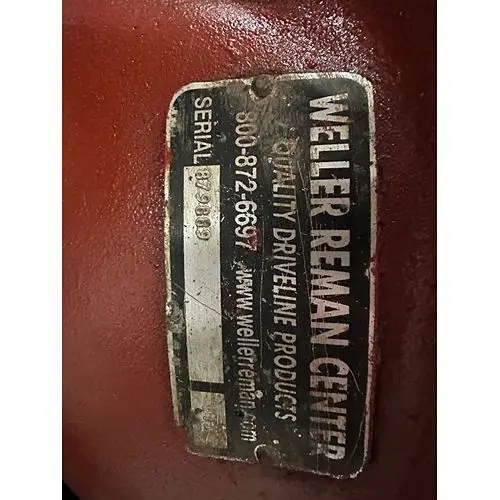 WELLER REMAN CENTER
QUALITY DRIVELINE PRODUCTS
800-872-6697 www.wellerreman.com
SERIAL 879889